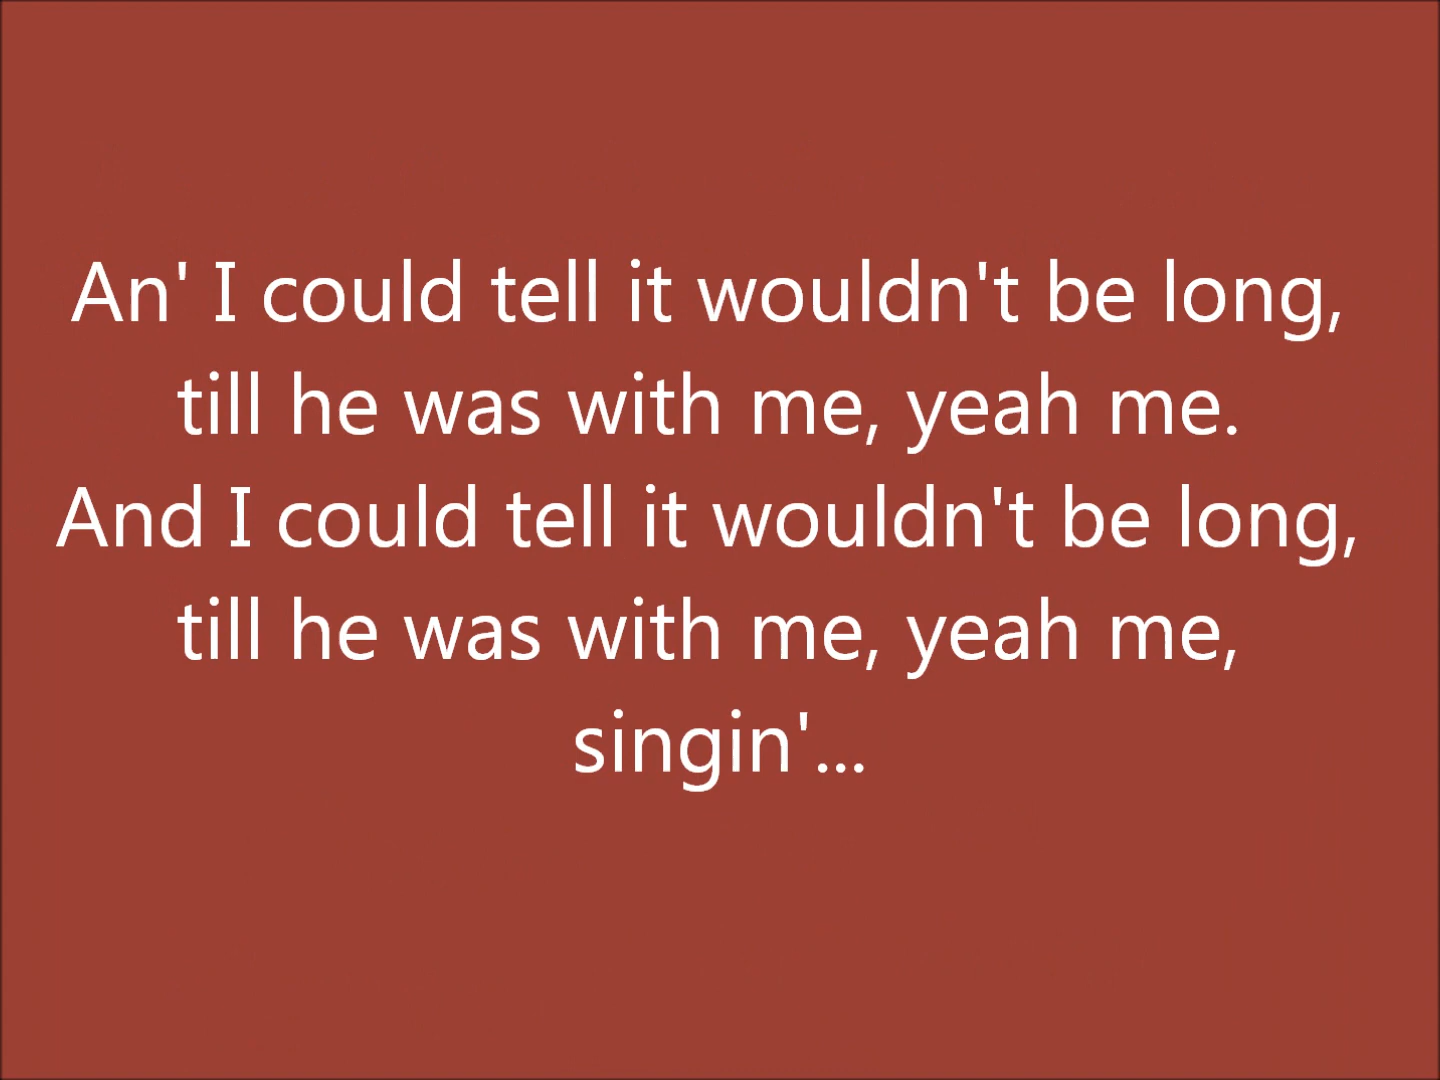 An' I could tell it wouldn't be long,
till he was with me, yeah me.
And I could tell it wouldn't be long,
till he was with me, yeah me,
singin'...